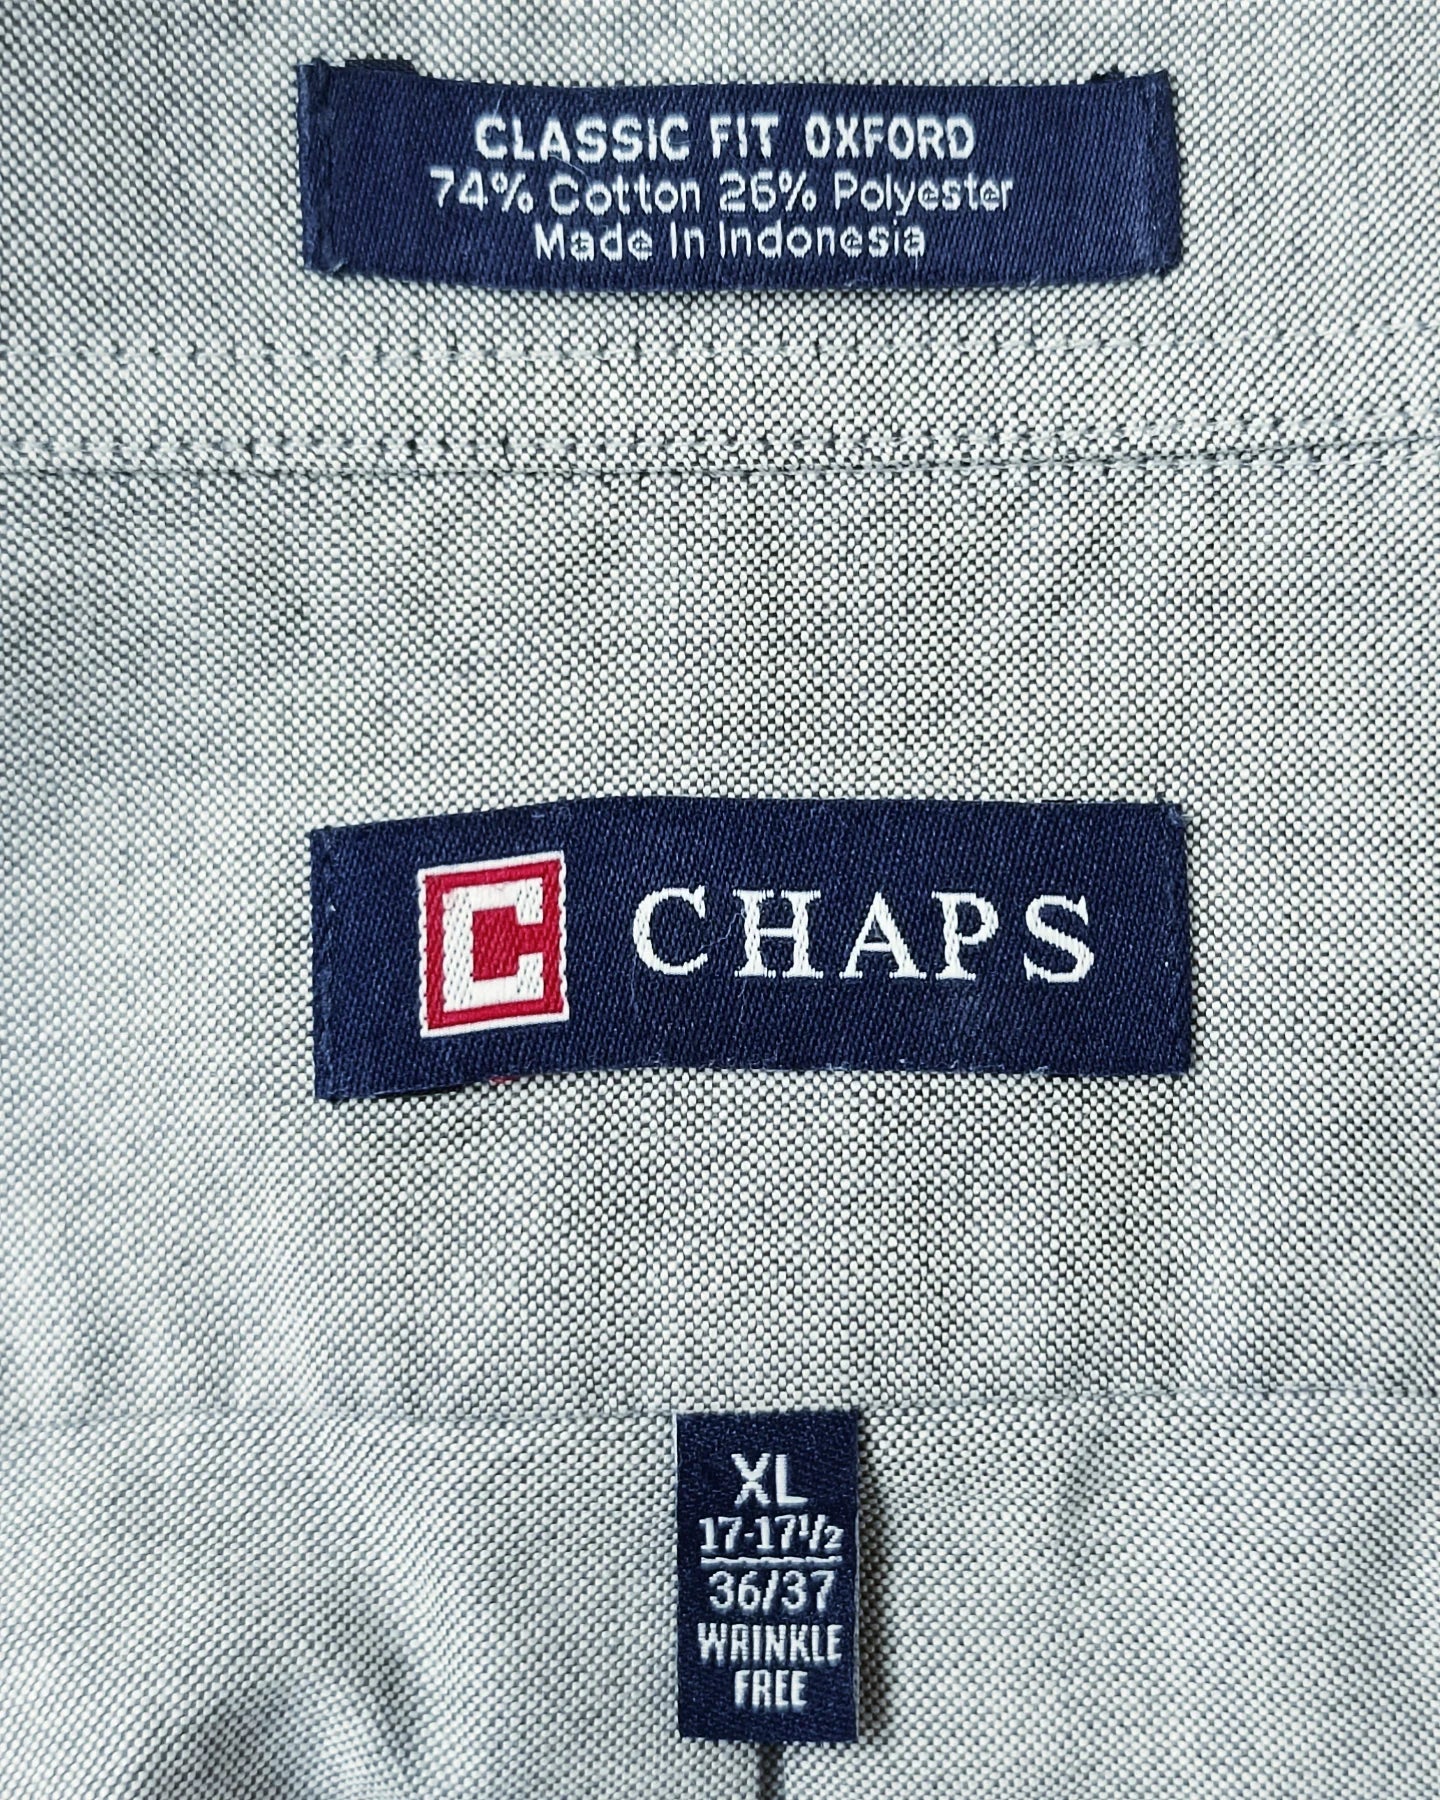 CLASSIC FIT OXFORD
74% Cotton 26% Polyester
Made In Indonesia
C CHAPS
XL
17-17½
36/37
WRINKLE
FREE